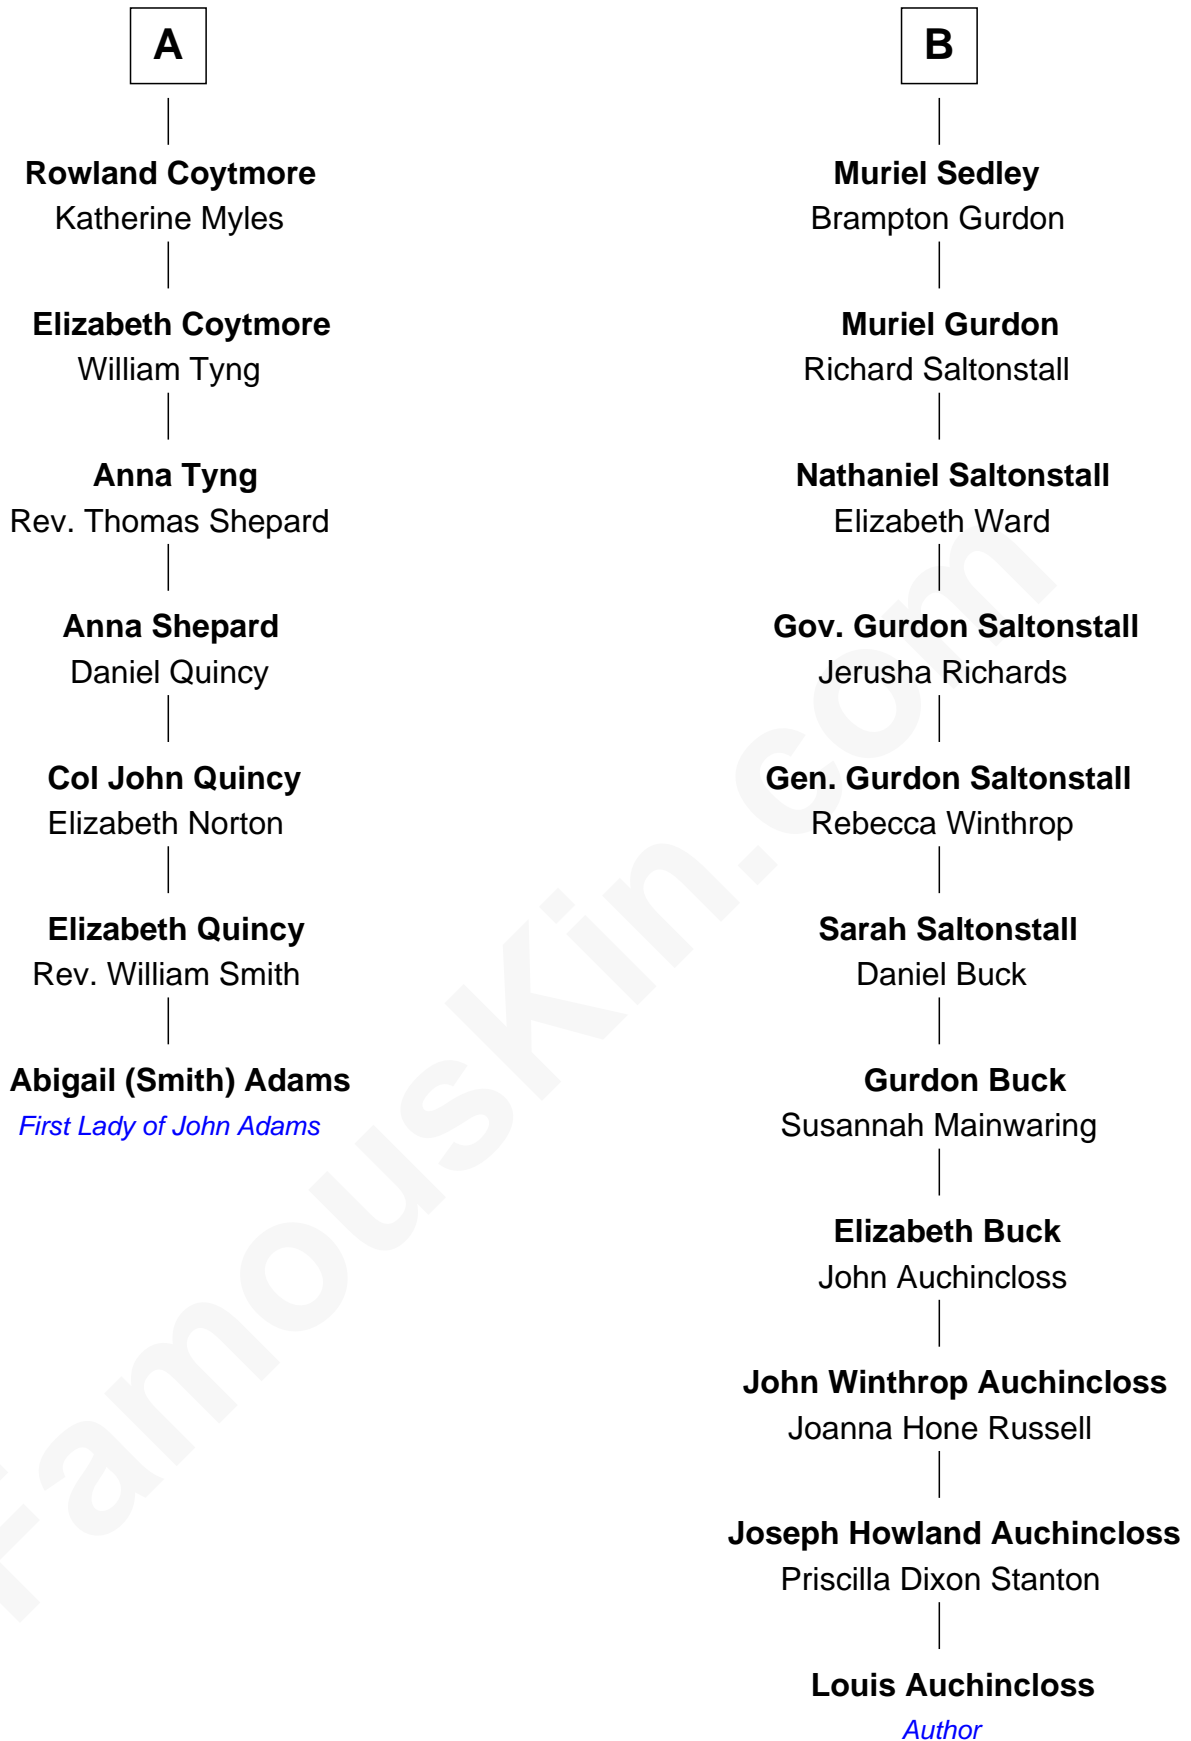 A
Rowland Coytmore
Katherine Myles
Elizabeth Coytmore
William Tyng
Anna Tyng
Rev. Thomas Shepard
Anna Shepard
Daniel Quincy
Col John Quincy
Elizabeth Norton
Elizabeth Quincy
Rev. William Smith
Abigail (Smith) Adams
First Lady of John Adams
B
Muriel Sedley
Brampton Gurdon
Muriel Gurdon
Richard Saltonstall
Nathaniel Saltonstall
Elizabeth Ward
Gov. Gurdon Saltonstall
Jerusha Richards
Gen. Gurdon Saltonstall
Rebecca Winthrop
Sarah Saltonstall
Daniel Buck
Gurdon Buck
Susannah Mainwaring
Elizabeth Buck
John Auchincloss
John Winthrop Auchincloss
Joanna Hone Russell
Joseph Howland Auchincloss
Priscilla Dixon Stanton
Louis Auchincloss
Author
FamousKin.com